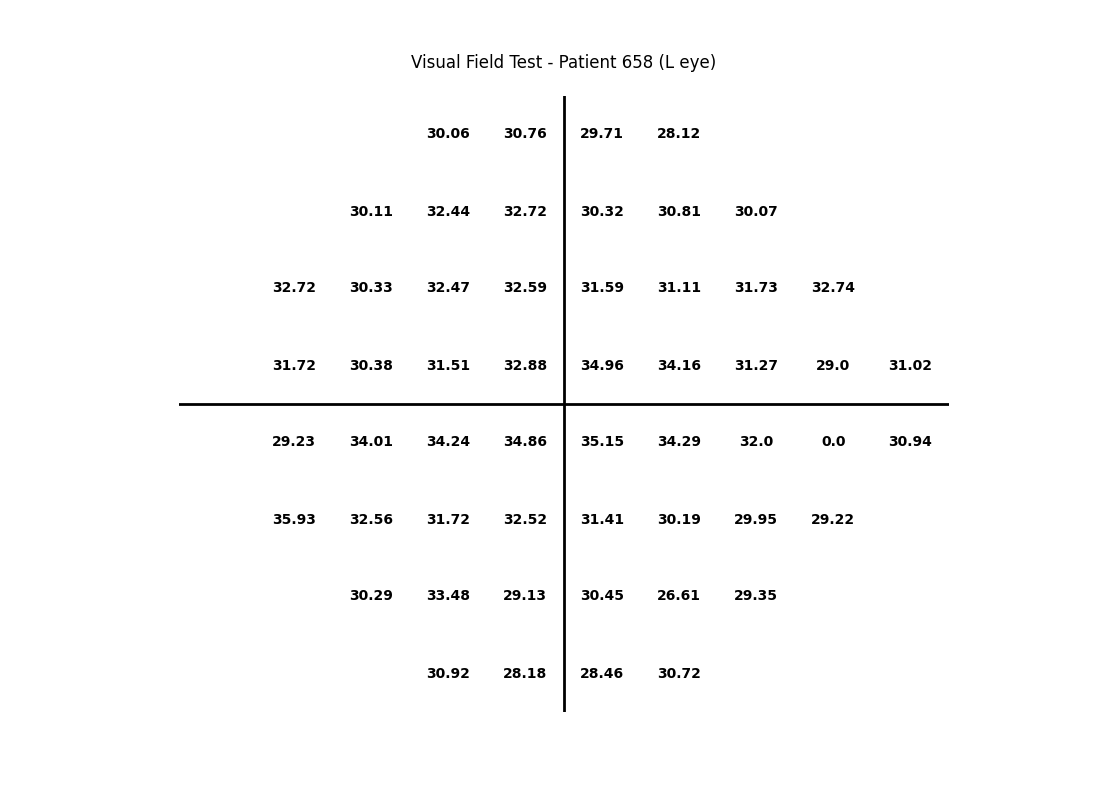 Visual Field Test - Patient 658 (L eye)
30.06 30.76 29.71 28.12
30.11 32.44 32.72 30.32 30.81 30.07
32.72 30.33 32.47 32.59 31.59 31.11 31.73 32.74
31.72 30.38 31.51 32.88 34.96 34.16 31.27 29.0 31.02
29.23 34.01 34.24 34.86 35.15 34.29 32.0 0.0 30.94
35.93 32.56 31.72 32.52 31.41 30.19 29.95 29.22
30.29 33.48 29.13 30.45 26.61 29.35
30.92 28.18 28.46 30.72